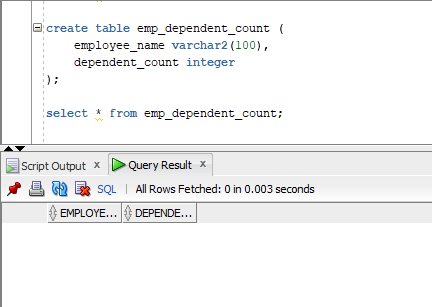 create table emp_dependent_count (
employee_name varchar2(100),
dependent_count integer
);
select * from emp_dependent_count;
Script Output x Query Result x
SQL | All Rows Fetched: 0 in 0.003 seconds
EMPLOYE... DEPENDE...